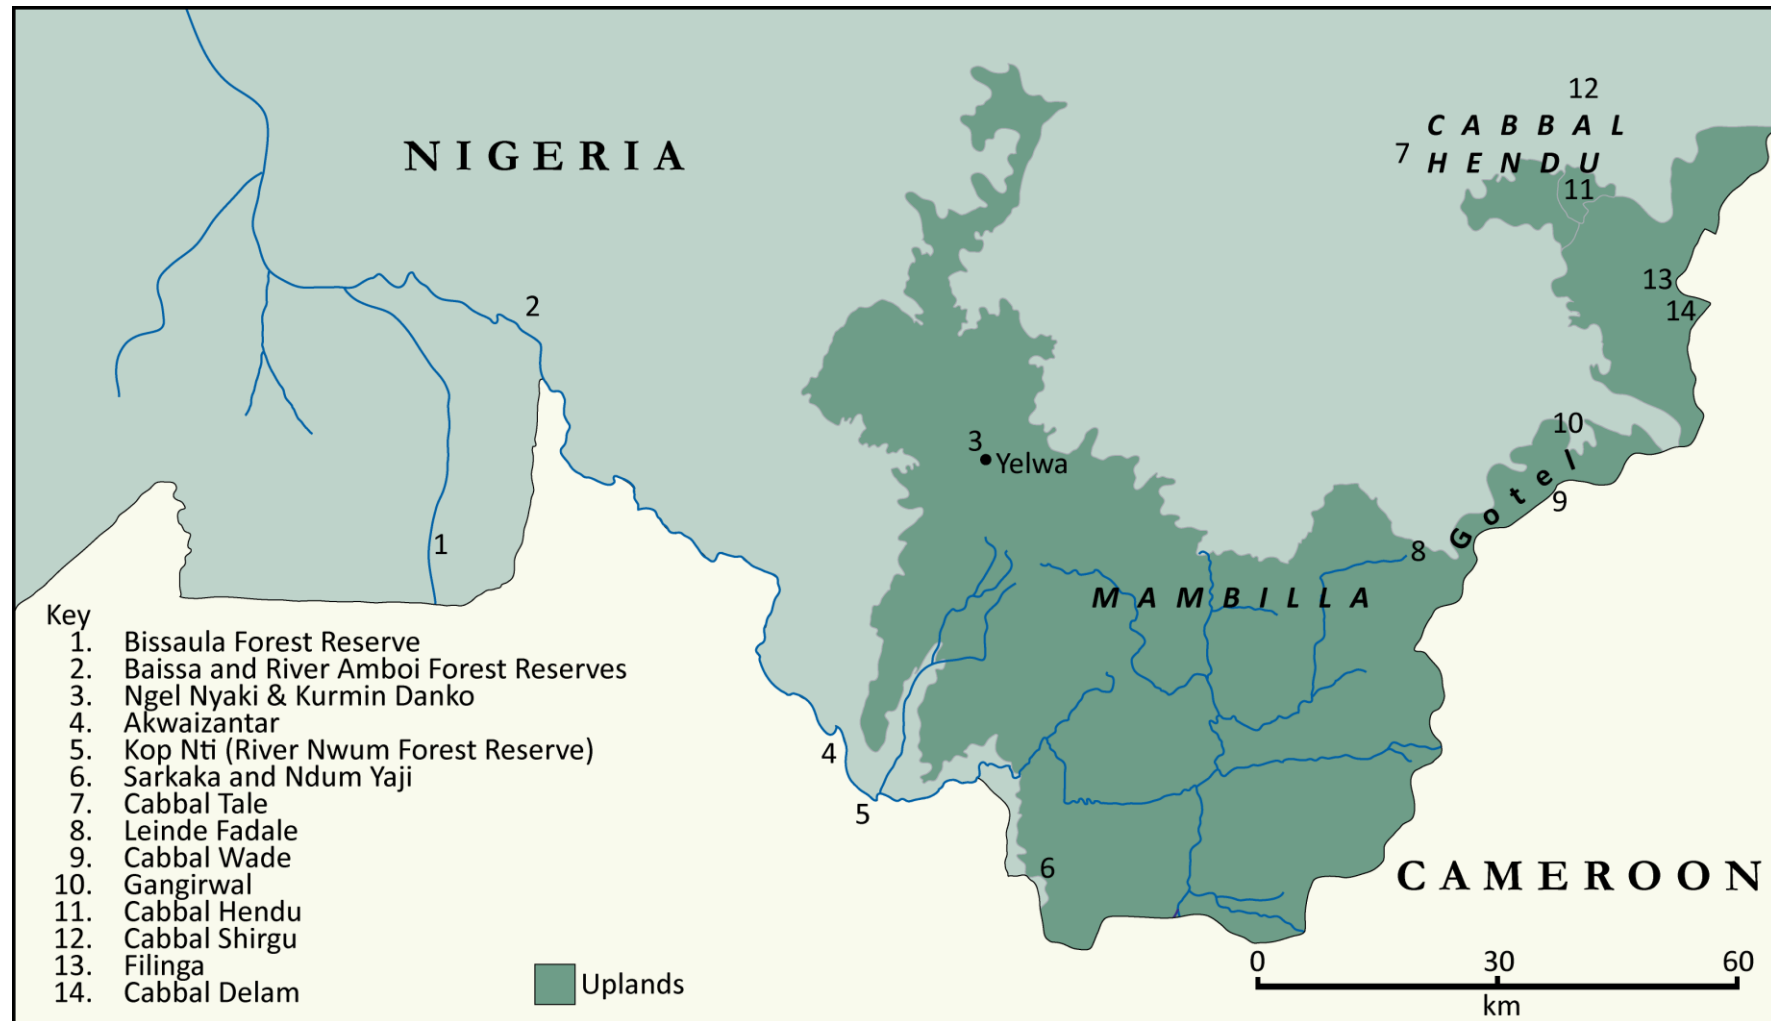 12
CABBAL
HENDU
7
NIGERIA
11
13
14
2
10
3
Yelwa
Gotel
9
1
8
MAMBILLA
4
5
6
CAMEROON
Key
1. Bissaula Forest Reserve
2. Baissa and River Amboi Forest Reserves
3. Ngel Nyaki & Kurmin Danko
4. Akwaizantar
5. Kop Nti (River Nwum Forest Reserve)
6. Sarkaka and Ndum Yaji
7. Cabbal Tale
8. Leinde Fadale
9. Cabbal Wade
10. Gangirwal
11. Cabbal Hendu
12. Cabbal Shirgu
13. Filinga
14. Cabbal Delam
Uplands
0 30 60
km